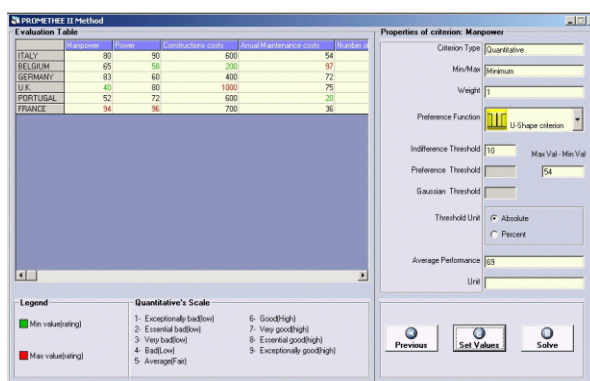 PROMETHEE II Method
Evaluation Table
Manpower Power Constructions costs Anual Maintenance costs Number of
ITALY 80 90 600 54
BELGIUM 65 58 200 97
GERMANY 83 60 400 72
U.K. 40 80 1000 75
PORTUGAL 52 72 600 20
FRANCE 94 96 700 36
Legend
Min value(rating)
Max value(rating)
Quantitative's Scale
1- Exceptionally bad(low)
2- Essential bad(low)
3- Very bad(low)
4- Bad(Low)
5- Average(Fair)
6- Good(High)
7- Very good(high)
8- Essential good(high)
9- Exceptionally good(high)
Properties of criterion: Manpower
Criterion Type Quantitative
Min/Max Minimum
Weight 1
Preference Function U-Shape criterion
Indifference Threshold 10 Max Val - Min Val
Preference Threshold 54
Gaussian Threshold
Threshold Unit Absolute
Percent
Average Performance 69
Unit
Previous Set Values Solve